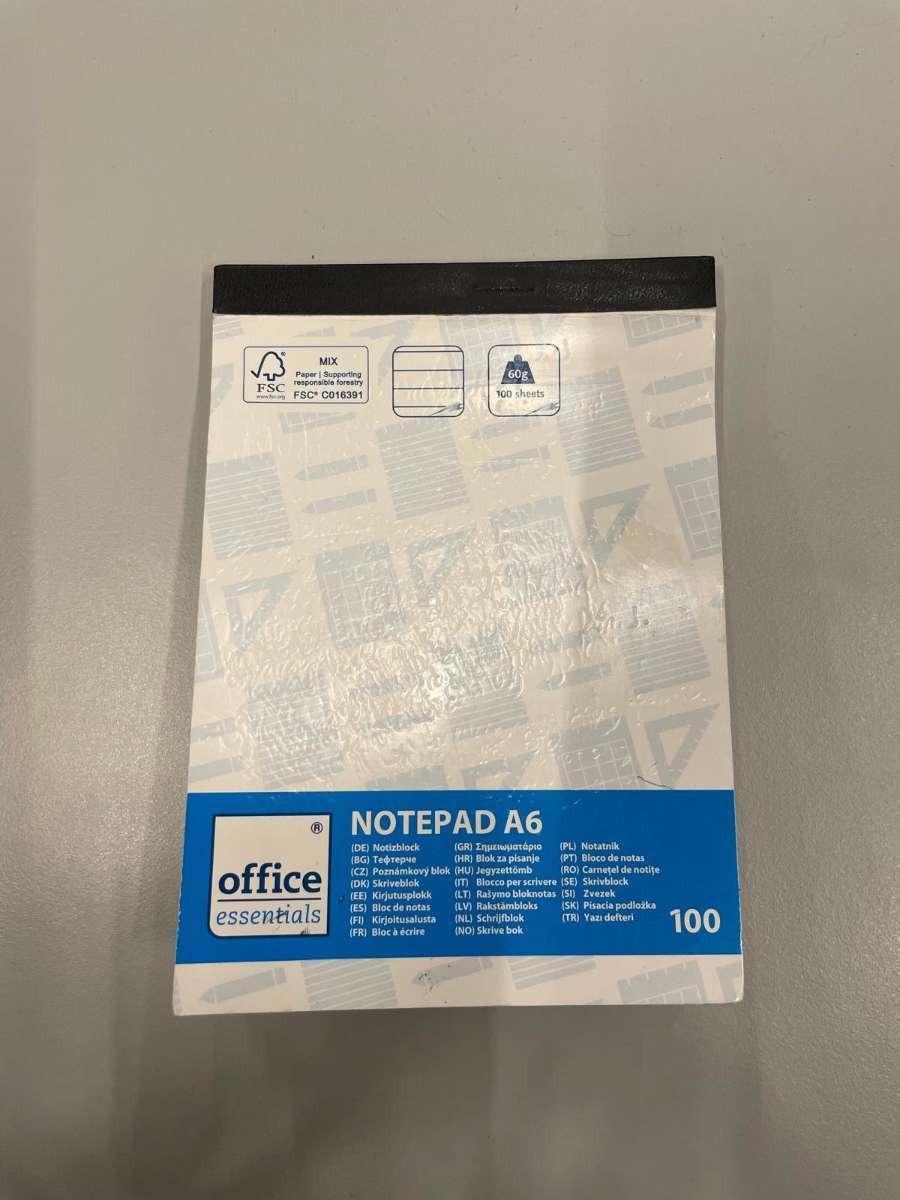 MIX
Paper | Supporting
responsible forestry
FSC® C016391
FSC
www.fsc.org
60g
100 sheets
NOTEPAD A6
(DE) Notizblock
(BG) Тефтерче
(CZ) Poznámkový blok
(DK) Skriveblok
(EE) Kirjutusplokk
(ES) Bloc de notas
(FI) Kirjoitusalusta
(FR) Bloc à écrire
(GR) Σημειωματάριο
(HR) Blok za pisanje
(HU) Jegyzettömb
(IT) Blocco per scrivere
(LT) Rašymo bloknotas
(LV) Rakstāmbloks
(NL) Schrijfblok
(NO) Skrive bok
(PL) Notatnik
(PT) Bloco de notas
(RO) Carnețel de notițe
(SE) Skrivblock
(SI) Zvezek
(SK) Písacia podložka
(TR) Yazı defteri
100
®
office
essentials